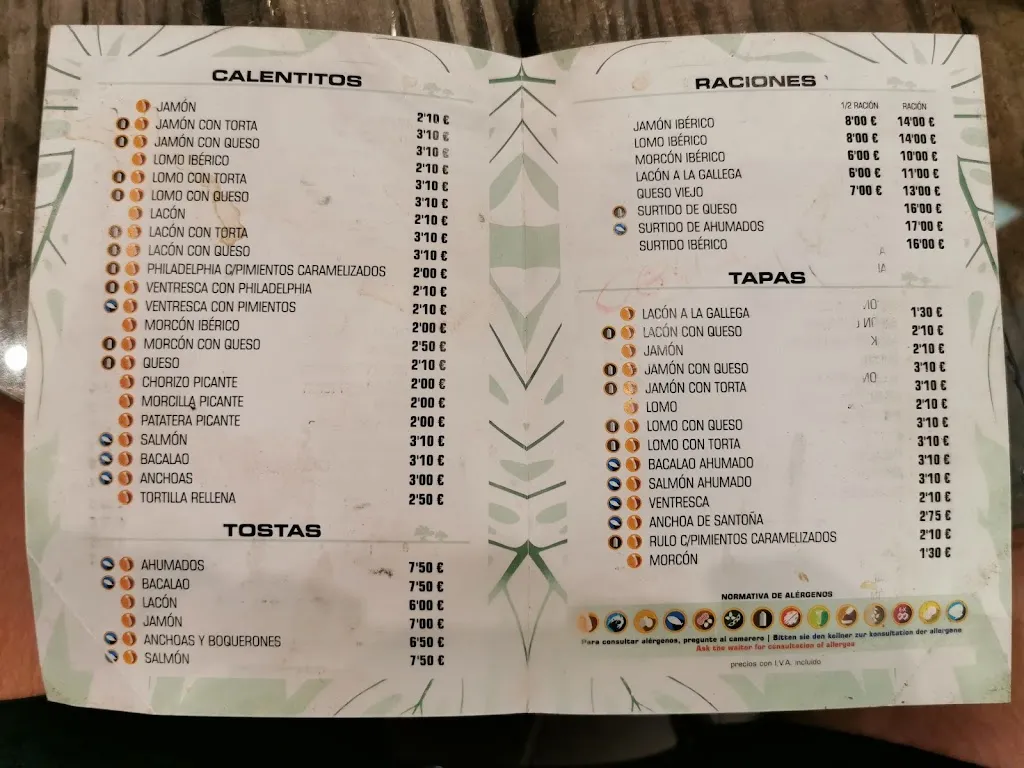 CALENTITOS
JAMÓN 2'10 €
JAMÓN CON TORTA 3'10 €
JAMÓN CON QUESO 3'10 €
LOMO IBÉRICO 2'10 €
LOMO CON TORTA 3'10 €
LOMO CON QUESO 3'10 €
LACÓN 2'10 €
LACÓN CON TORTA 3'10 €
LACÓN CON QUESO 3'10 €
PHILADELPHIA C/PIMIENTOS CARAMELIZADOS 2'00 €
VENTRESCA CON PHILADELPHIA 2'10 €
VENTRESCA CON PIMIENTOS 2'10 €
MORCÓN IBÉRICO 2'00 €
MORCÓN CON QUESO 2'50 €
QUESO 2'10 €
CHORIZO PICANTE 2'00 €
MORCILLA PICANTE 2'00 €
PATATERA PICANTE 2'00 €
SALMÓN 3'10 €
BACALAO 3'10 €
ANCHOAS 3'00 €
TORTILLA RELLENA 2'50 €
TOSTAS
AHUMADOS 7'50 €
BACALAO 7'50 €
LACÓN 6'00 €
JAMÓN 7'00 €
ANCHOAS Y BOQUERONES 6'50 €
SALMÓN 7'50 €
RACIONES
1/2 RACIÓN RACIÓN
JAMÓN IBÉRICO 8'00 € 14'00 €
LOMO IBÉRICO 8'00 € 14'00 €
MORCÓN IBÉRICO 6'00 € 10'00 €
LACÓN A LA GALLEGA 6'00 € 11'00 €
QUESO VIEJO 7'00 € 13'00 €
SURTIDO DE QUESO 16'00 €
SURTIDO DE AHUMADOS 17'00 €
SURTIDO IBÉRICO 16'00 €
TAPAS
LACÓN A LA GALLEGA 1'30 €
LACÓN CON QUESO 2'10 €
JAMÓN 2'10 €
JAMÓN CON QUESO 3'10 €
JAMÓN CON TORTA 3'10 €
LOMO 2'10 €
LOMO CON QUESO 3'10 €
LOMO CON TORTA 3'10 €
BACALAO AHUMADO 3'10 €
SALMÓN AHUMADO 3'10 €
VENTRESCA 2'10 €
ANCHOA DE SANTOÑA 2'75 €
RULO C/PIMIENTOS CARAMELIZADOS 2'10 €
MORCÓN 1'30 €
NORMATIVA DE ALÉRGENOS
Para consultar alérgenos, pregunte al camarero | Bitten sie den kellner zur konsultation der allergene
Ask the waiter for consultation of allergos
precios con I.V.A. incluido